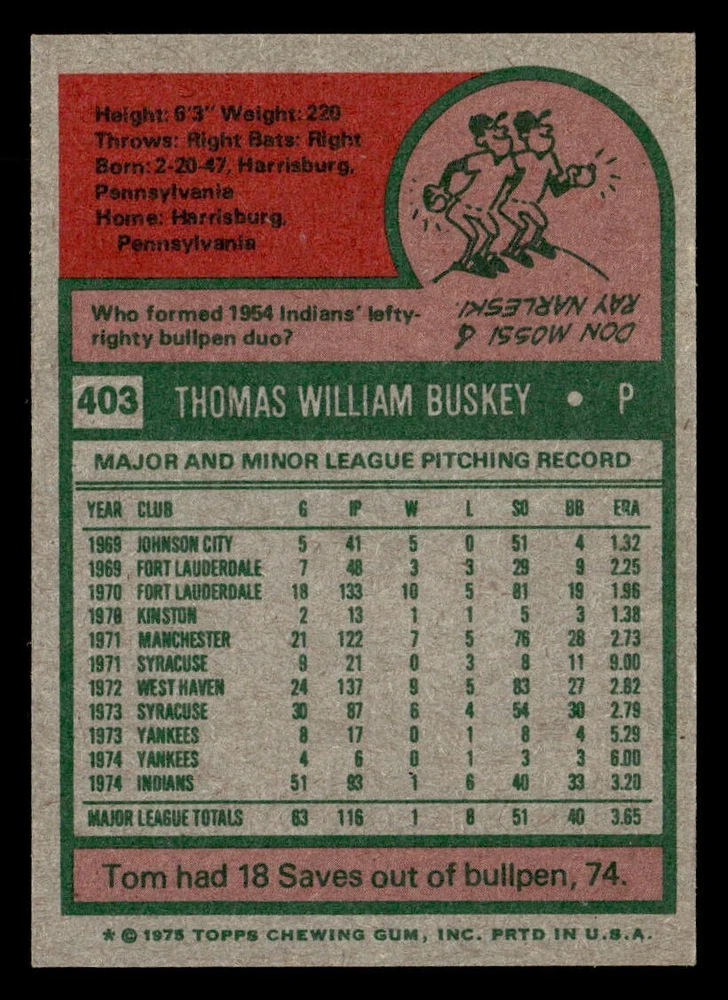 Height: 6'3" Weight: 220
Throws: Right Bats: Right
Born: 2-20-47, Harrisburg,
Pennsylvania
Home: Harrisburg,
Pennsylvania
Who formed 1954 Indians' lefty-
righty bullpen duo?
DON MOSSI &
RAY NARLESKI.
403 THOMAS WILLIAM BUSKEY • P
MAJOR AND MINOR LEAGUE PITCHING RECORD
YEAR CLUB G IP W L SO BB ERA
1969 JOHNSON CITY 5 41 5 0 51 4 1.32
1969 FORT LAUDERDALE 7 48 3 3 29 9 2.25
1970 FORT LAUDERDALE 18 133 10 5 81 19 1.96
1970 KINSTON 2 13 1 1 5 3 1.38
1971 MANCHESTER 21 122 7 5 76 28 2.73
1971 SYRACUSE 9 21 0 3 8 11 9.00
1972 WEST HAVEN 24 137 9 5 83 27 2.82
1973 SYRACUSE 30 87 6 4 54 30 2.79
1973 YANKEES 8 17 0 1 8 4 5.29
1974 YANKEES 4 6 0 1 3 3 6.00
1974 INDIANS 51 93 1 6 40 33 3.20
MAJOR LEAGUE TOTALS 63 116 1 8 51 40 3.65
Tom had 18 Saves out of bullpen, 74.
* © 1975 TOPPS CHEWING GUM, INC. PRTD IN U.S.A.